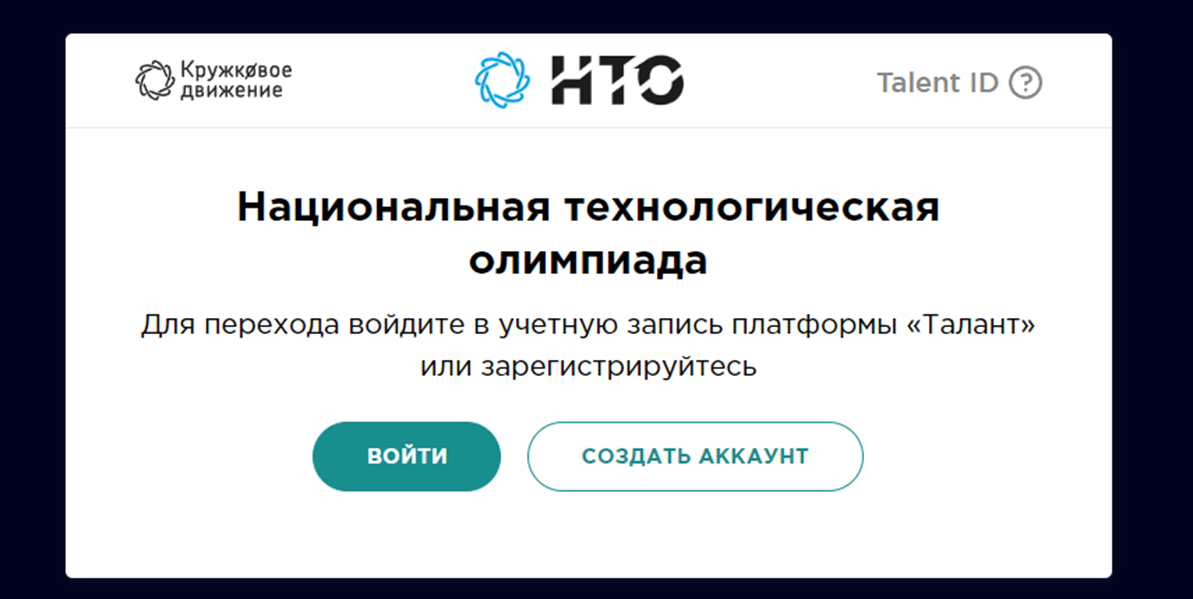 Кружкøвое
движение
НТО
Talent ID ?
Национальная технологическая
олимпиада
Для перехода войдите в учетную запись платформы «Талант»
или зарегистрируйтесь
ВОЙТИ
СОЗДАТЬ АККАУНТ